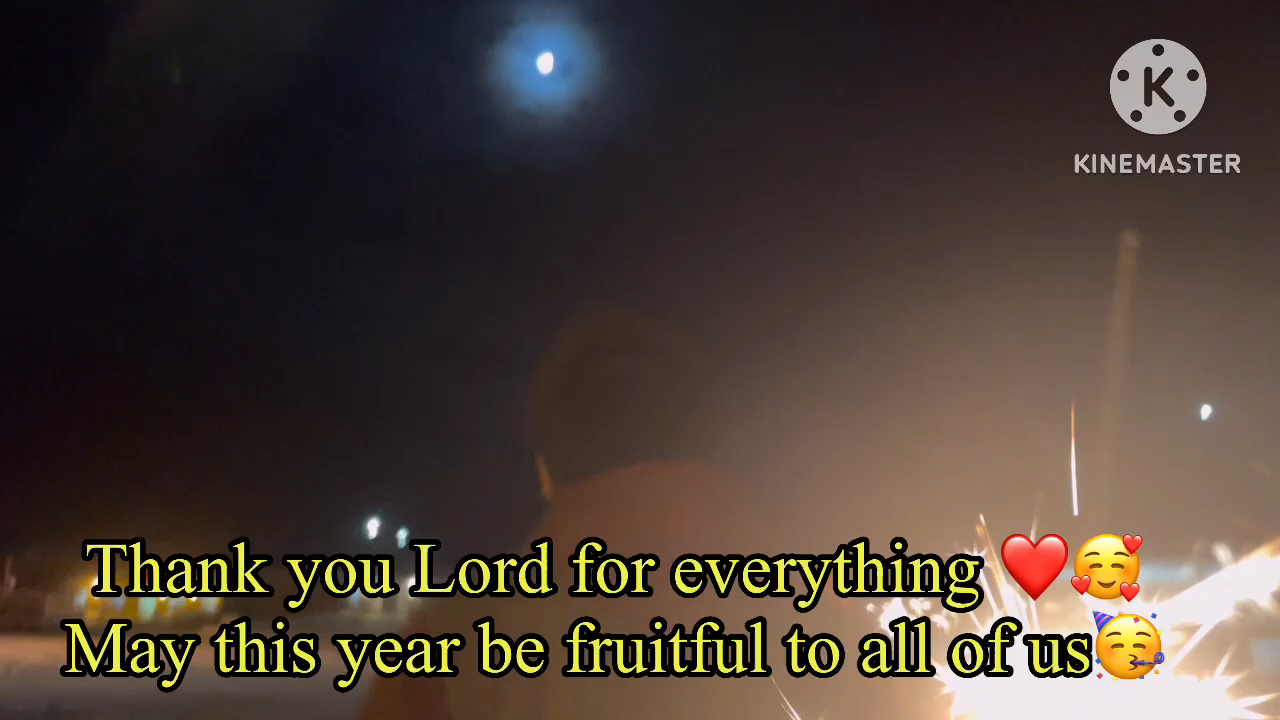 K
KINEMASTER
Thank you Lord for everything ❤️🥰
May this year be fruitful to all of us🥳